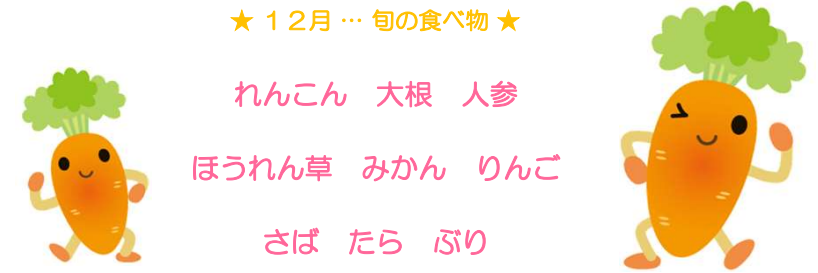 ★ １２月 … 旬の食べ物 ★
れんこん　大根　人参
ほうれん草　みかん　りんご
さば　たら　ぶり